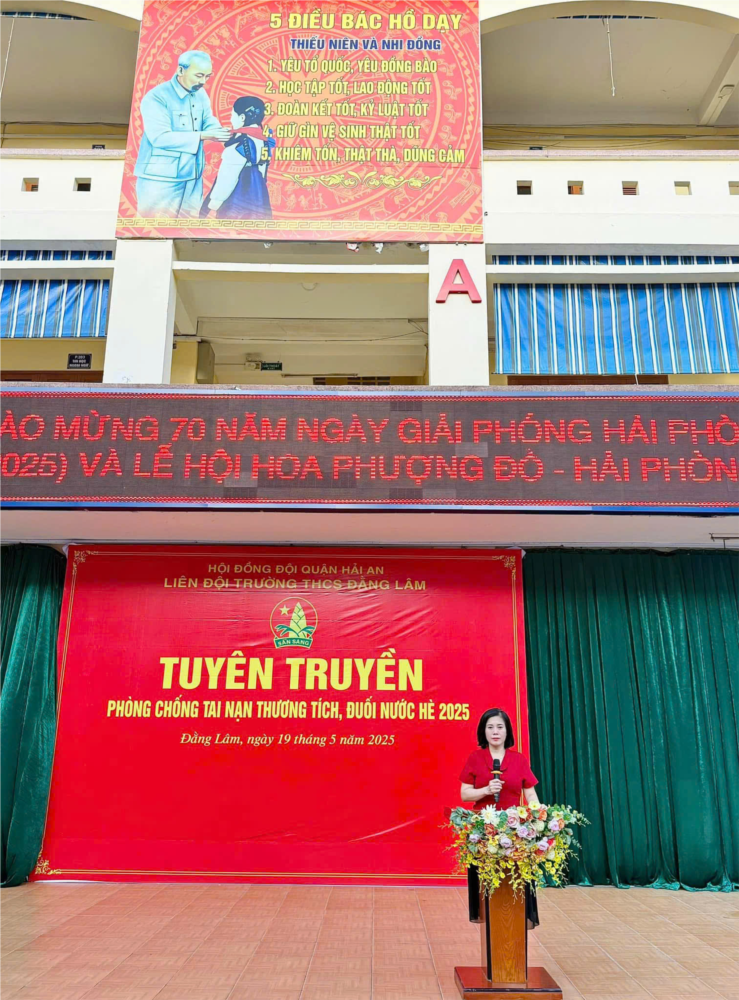 5 ĐIỀU BÁC HỒ DẠY
THIẾU NIÊN VÀ NHI ĐỒNG
1. YÊU TỔ QUỐC, YÊU ĐỒNG BÀO
2. HỌC TẬP TỐT, LAO ĐỘNG TỐT
3. ĐOÀN KẾT TỐT, KỶ LUẬT TỐT
4. GIỮ GÌN VỆ SINH THẬT TỐT
5. KHIÊM TỐN, THẬT THÀ, DŨNG CẢM
A
ÀO MỪNG 70 NĂM NGÀY GIẢI PHÓNG HẢI PHÒ
2025) VÀ LỄ HỘI HOA PHƯỢNG ĐỎ - HẢI PHÒN
HỘI ĐỒNG ĐỘI QUẬN HẢI AN
LIÊN ĐỘI TRƯỜNG THCS ĐẰNG LÂM
SẴN SÀNG
TUYÊN TRUYỀN
PHÒNG CHỐNG TAI NẠN THƯƠNG TÍCH, ĐUỐI NƯỚC HÈ 2025
Đằng Lâm, ngày 19 tháng 5 năm 2025